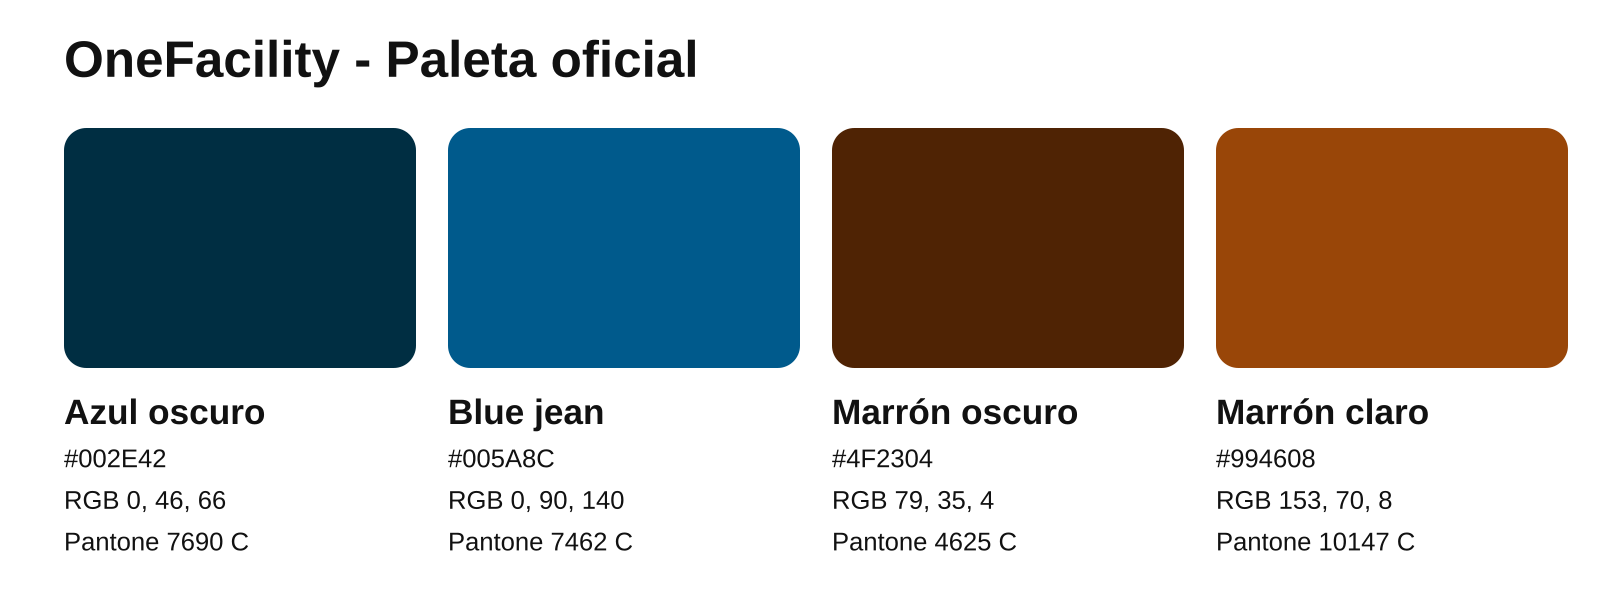 OneFacility - Paleta oficial
Azul oscuro
#002E42
RGB 0, 46, 66
Pantone 7690 C
Blue jean
#005A8C
RGB 0, 90, 140
Pantone 7462 C
Marrón oscuro
#4F2304
RGB 79, 35, 4
Pantone 4625 C
Marrón claro
#994608
RGB 153, 70, 8
Pantone 10147 C